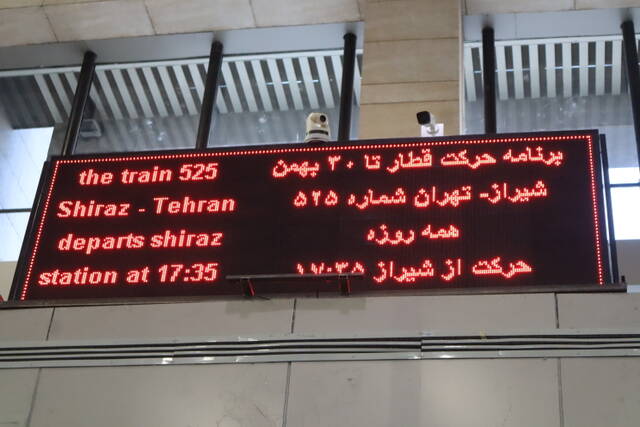 the train 525
Shiraz - Tehran
departs shiraz
station at 17:35
برنامه حرکت قطار تا ۳۰ بهمن
شیراز- تهران شماره ۵۲۵
همه روزه
حرکت از شیراز ۱۷:۳۵